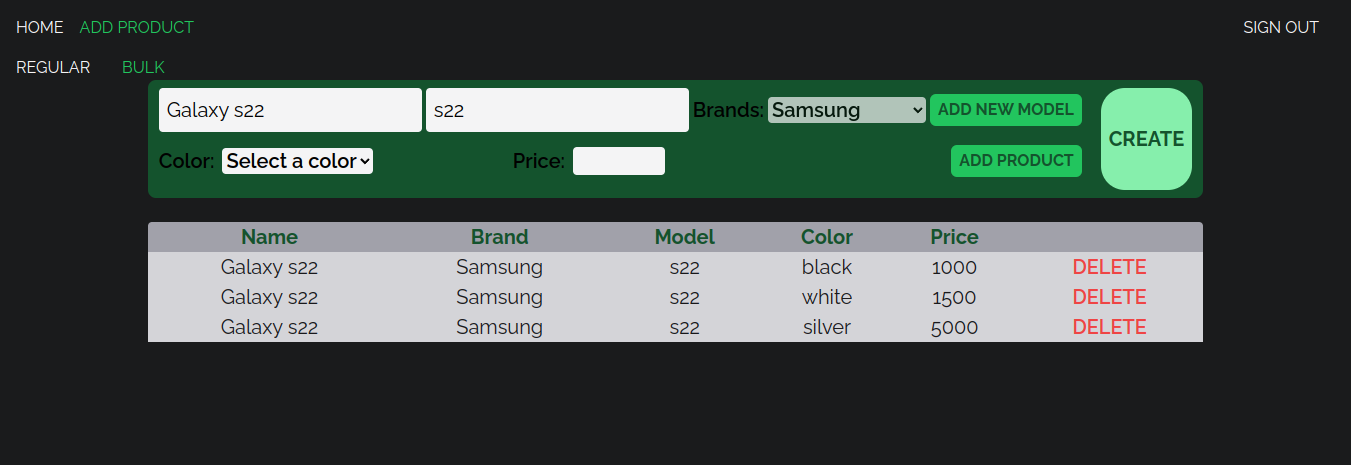 HOME ADD PRODUCT SIGN OUT
REGULAR BULK
Galaxy s22 s22 Brands: Samsung ADD NEW MODEL
CREATE
Color: Select a color Price: ADD PRODUCT
Name Brand Model Color Price
Galaxy s22 Samsung s22 black 1000 DELETE
Galaxy s22 Samsung s22 white 1500 DELETE
Galaxy s22 Samsung s22 silver 5000 DELETE